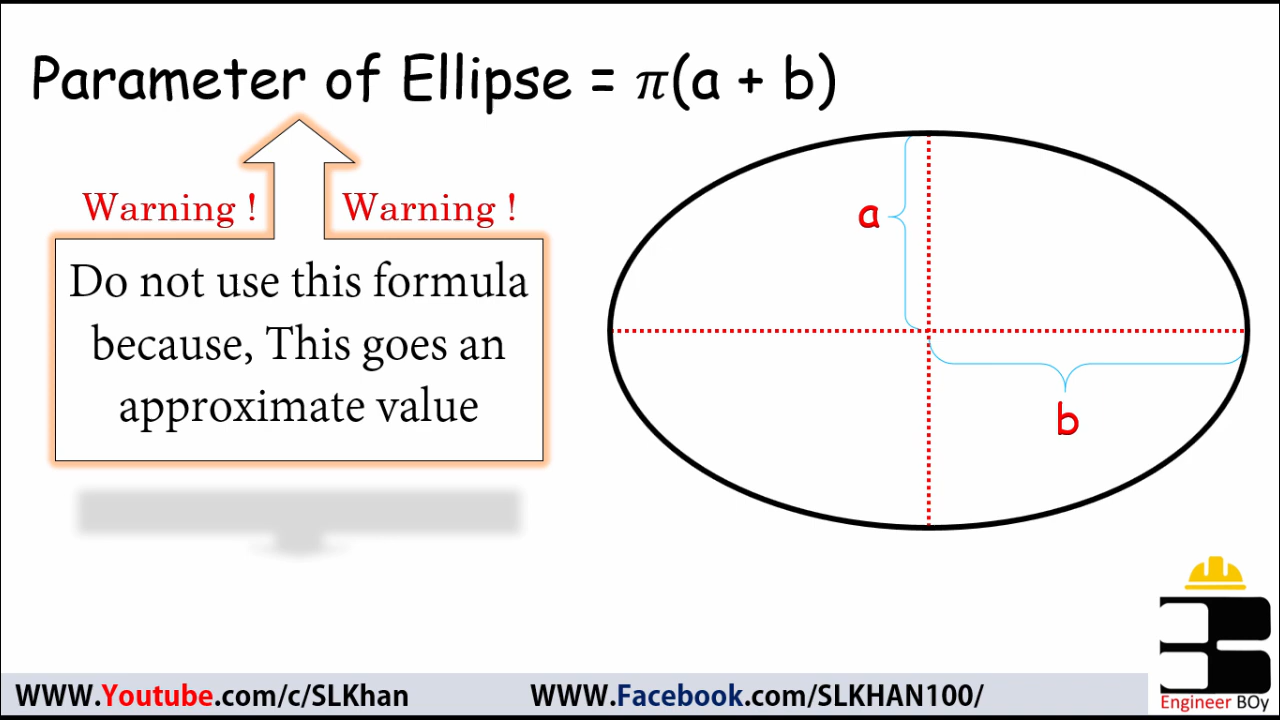 Parameter of Ellipse = π(a + b)
Warning !
Warning !
Do not use this formula
because, This goes an
approximate value
a
b
WWW.Youtube.com/c/SLKhan
WWW.Facebook.com/SLKHAN100/
Engineer BOy